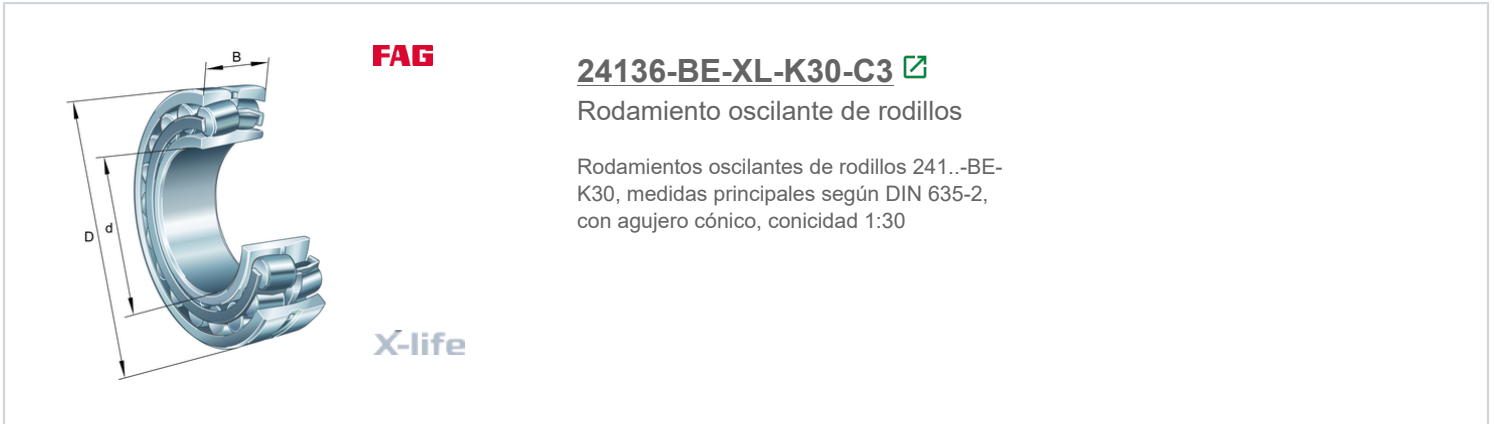 B
D
d
FAG
X-life
24136-BE-XL-K30-C3
Rodamiento oscilante de rodillos
Rodamientos oscilantes de rodillos 241..-BE-
K30, medidas principales según DIN 635-2,
con agujero cónico, conicidad 1:30